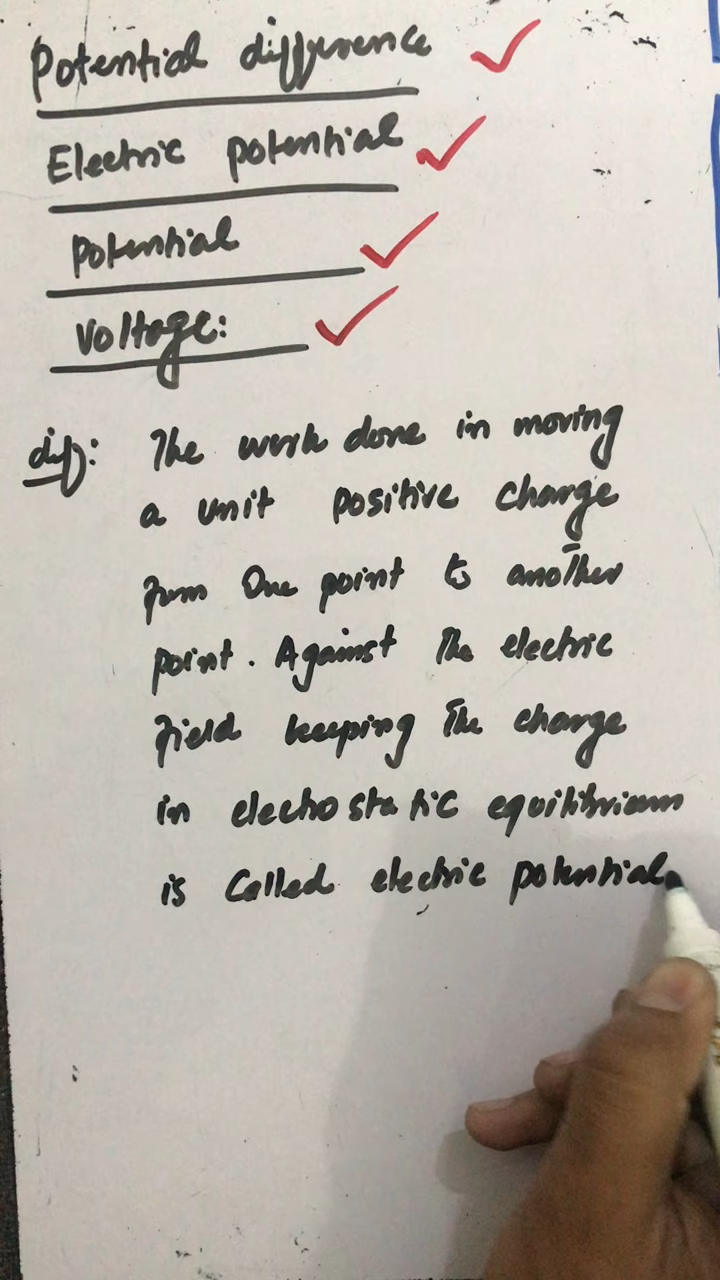 Potential difference
Electric potential
potential
Voltage:
def: The work done in moving
a unit positive charge
from One point to another
point. Against the electric
field keeping the charge
in electrostatic equilibrium
is Called electric potential